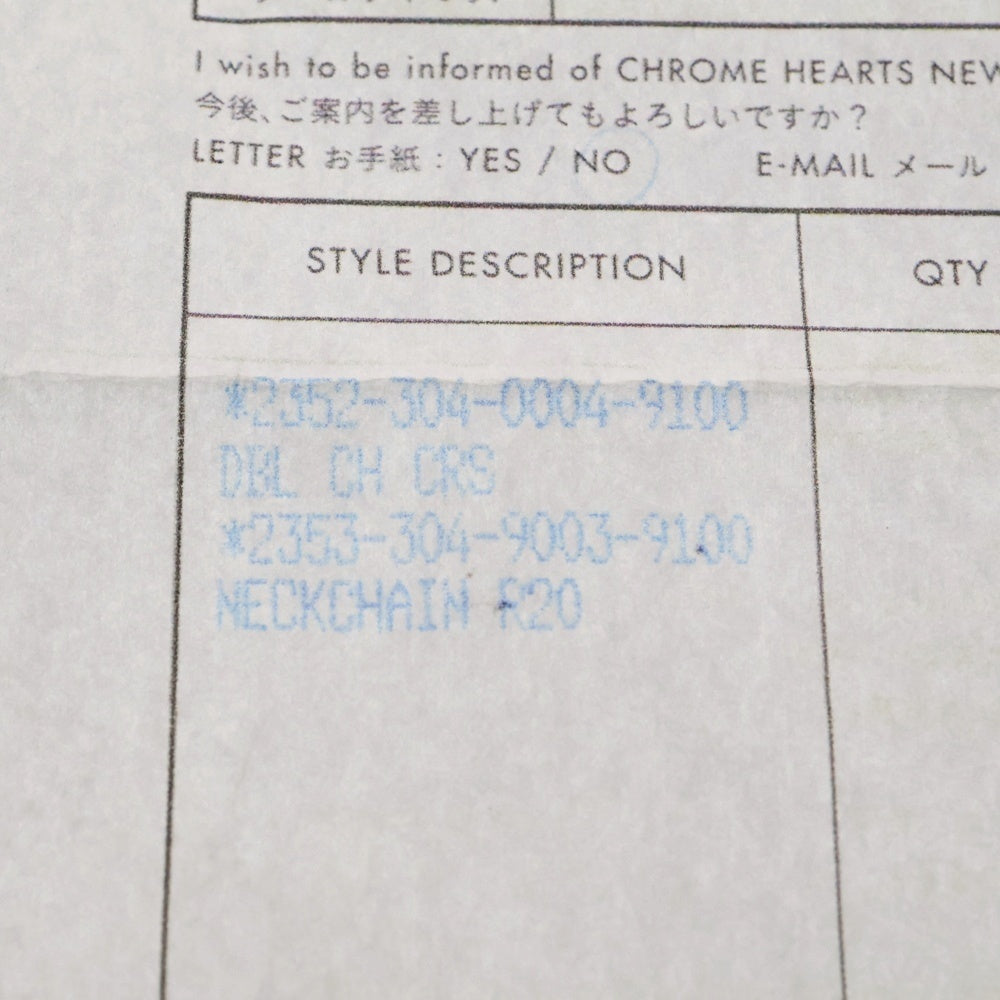 I wish to be informed of CHROME HEARTS NEW
今後、ご案内を差し上げてもよろしいですか?
LETTER お手紙 : YES / NO E-MAIL メール
STYLE DESCRIPTION QTY
*2352-304-0004-9100
DBL CH CRS
*2353-304-9003-9100
NECKCHAIN R20